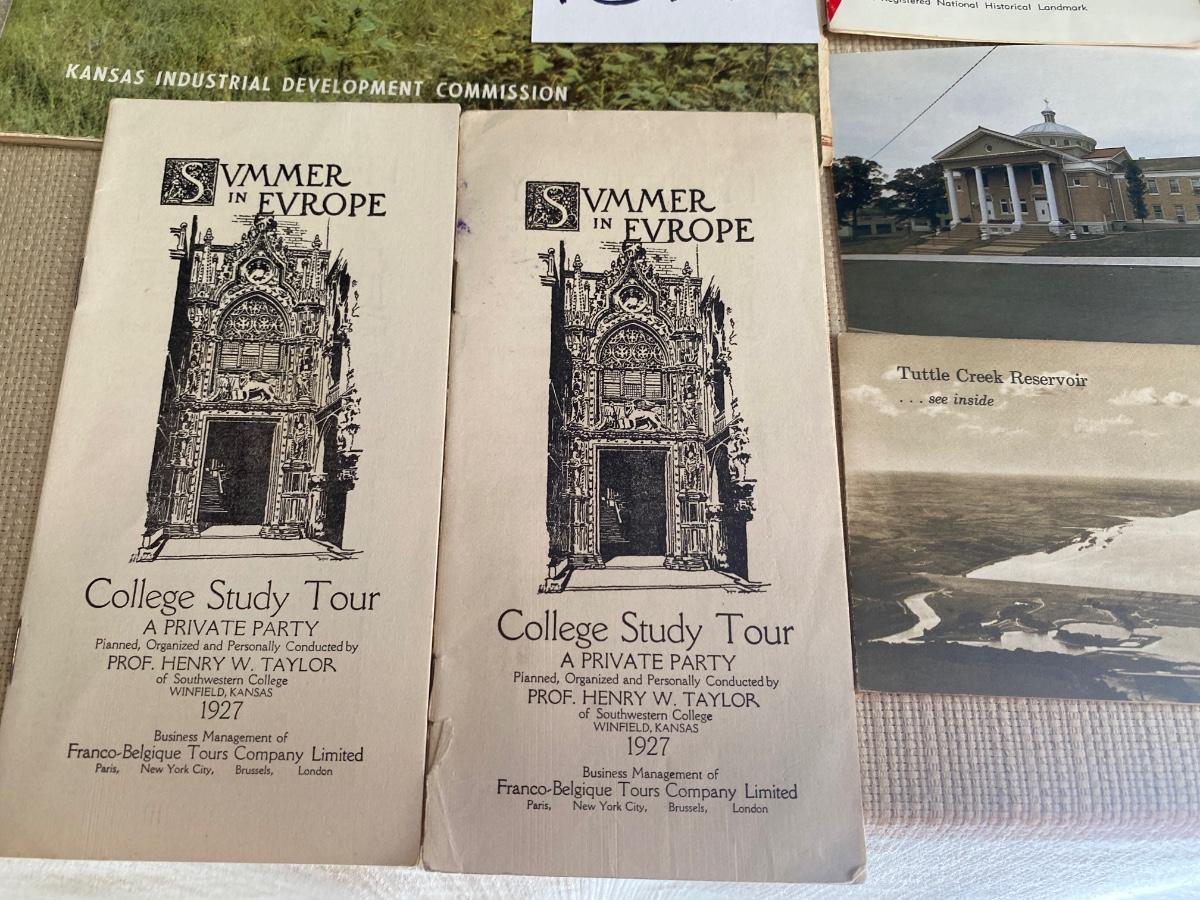 Registered National Historical Landmark
KANSAS INDUSTRIAL DEVELOPMENT COMMISSION
SVMMER
IN EVROPE
College Study Tour
A PRIVATE PARTY
Planned, Organized and Personally Conducted by
PROF. HENRY W. TAYLOR
of Southwestern College
WINFIELD, KANSAS
1927
Business Management of
Franco-Belgique Tours Company Limited
Paris, New York City, Brussels, London
SVMMER
IN EVROPE
College Study Tour
A PRIVATE PARTY
Planned, Organized and Personally Conducted by
PROF. HENRY W. TAYLOR
of Southwestern College
WINFIELD, KANSAS
1927
Business Management of
Franco-Belgique Tours Company Limited
Paris, New York City, Brussels, London
Tuttle Creek Reservoir
. . . see inside